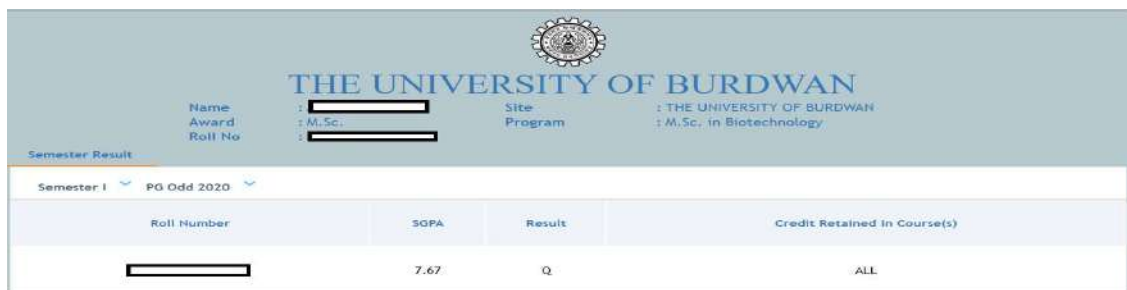 THE UNIVERSITY OF BURDWAN
Name : Site : THE UNIVERSITY OF BURDWAN
Award : M.Sc. Program : M.Sc. in Biotechnology
Roll No :
Semester Result
Semester I PG Odd 2020
Roll Number SGPA Result Credit Retained In Course(s)
7.67 Q ALL